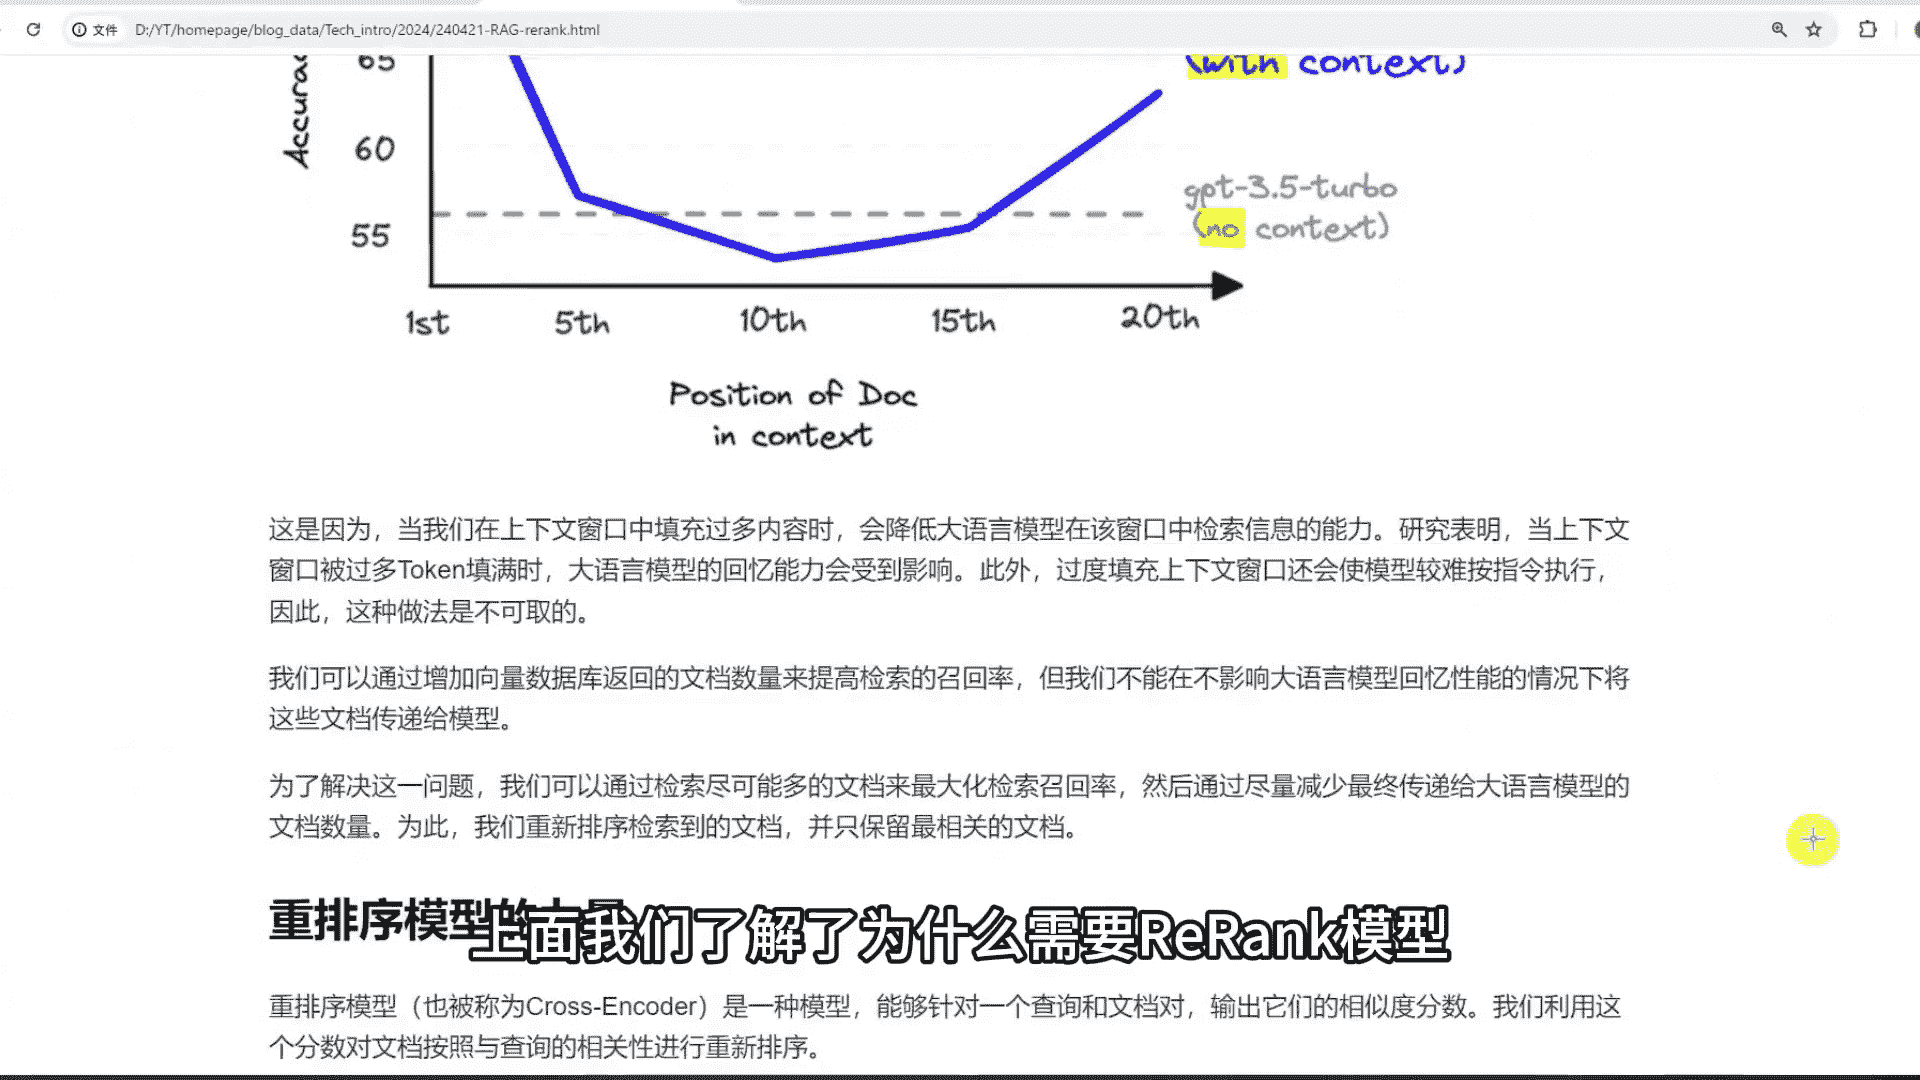 文件
D:/YT/homepage/blog_data/Tech_intro/2024/240421-RAG-rerank.html
65
(with context)
60
gpt-3.5-turbo
(no context)
55
1st
5th
10th
15th
20th
Position of Doc
in context
这是因为，当我们在上下文窗口中填充过多内容时，会降低大语言模型在该窗口中检索信息的能力。研究表明，当上下文
窗口被过多Token填满时，大语言模型的回忆能力会受到影响。此外，过度填充上下文窗口还会使模型较难按指令执行，
因此，这种做法是不可取的。
我们可以通过增加向量数据库返回的文档数量来提高检索的召回率，但我们不能在不影响大语言模型回忆性能的情况下将
这些文档传递给模型。
为了解决这一问题，我们可以通过检索尽可能多的文档来最大化检索召回率，然后通过尽量减少最终传递给大语言模型的
文档数量。为此，我们重新排序检索到的文档，并只保留最相关的文档。
重排序模型的力量
上面我们了解了为什么需要ReRank模型
重排序模型（也被称为Cross-Encoder）是一种模型，能够针对一个查询和文档对，输出它们的相似度分数。我们利用这
个分数对文档按照与查询的相关性进行重新排序。